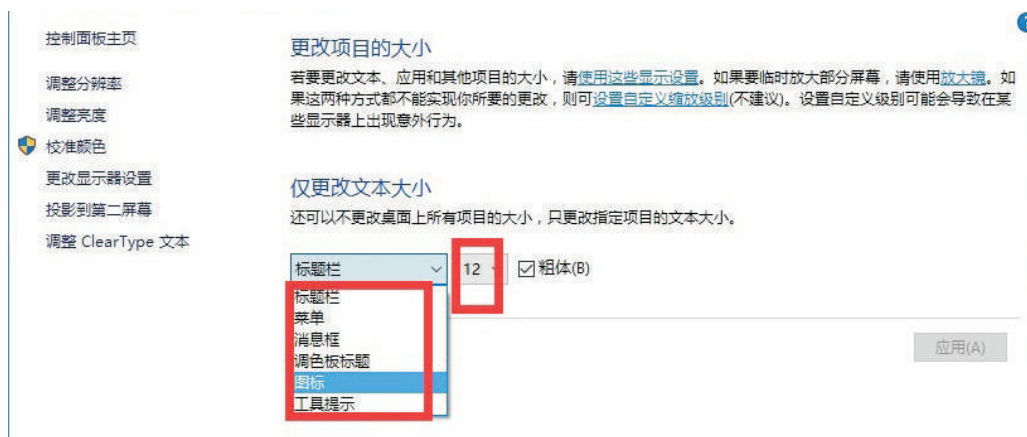 控制面板主页
调整分辨率
调整亮度
校准颜色
更改显示器设置
投影到第二屏幕
调整 ClearType 文本
更改项目的大小
若要更改文本、应用和其他项目的大小，请使用这些显示设置。如果要临时放大部分屏幕，请使用放大镜。如
果这两种方式都不能实现你所要的更改，则可设置自定义缩放级别(不建议)。设置自定义级别可能会导致在某
些显示器上出现意外行为。
仅更改文本大小
还可以不更改桌面上所有项目的大小，只更改指定项目的文本大小。
标题栏 12 粗体(B)
标题栏
菜单
消息框
调色板标题
图标
工具提示
应用(A)